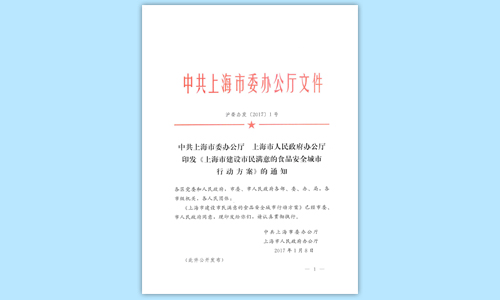 中共上海市委办公厅文件
沪委办发〔2017〕1号
中共上海市委办公厅 上海市人民政府办公厅
印发《上海市建设市民满意的食品安全城市
行动方案》的通知
各区党委和人民政府，市委、市人民政府各部、委、办、局，各
市级机关，各人民团体：
《上海市建设市民满意的食品安全城市行动方案》已经市委、
市人民政府同意，现印发给你们，请认真贯彻执行。
中共上海市委办公厅
上海市人民政府办公厅
2017年1月8日
（此件公开发布）
— 1 —